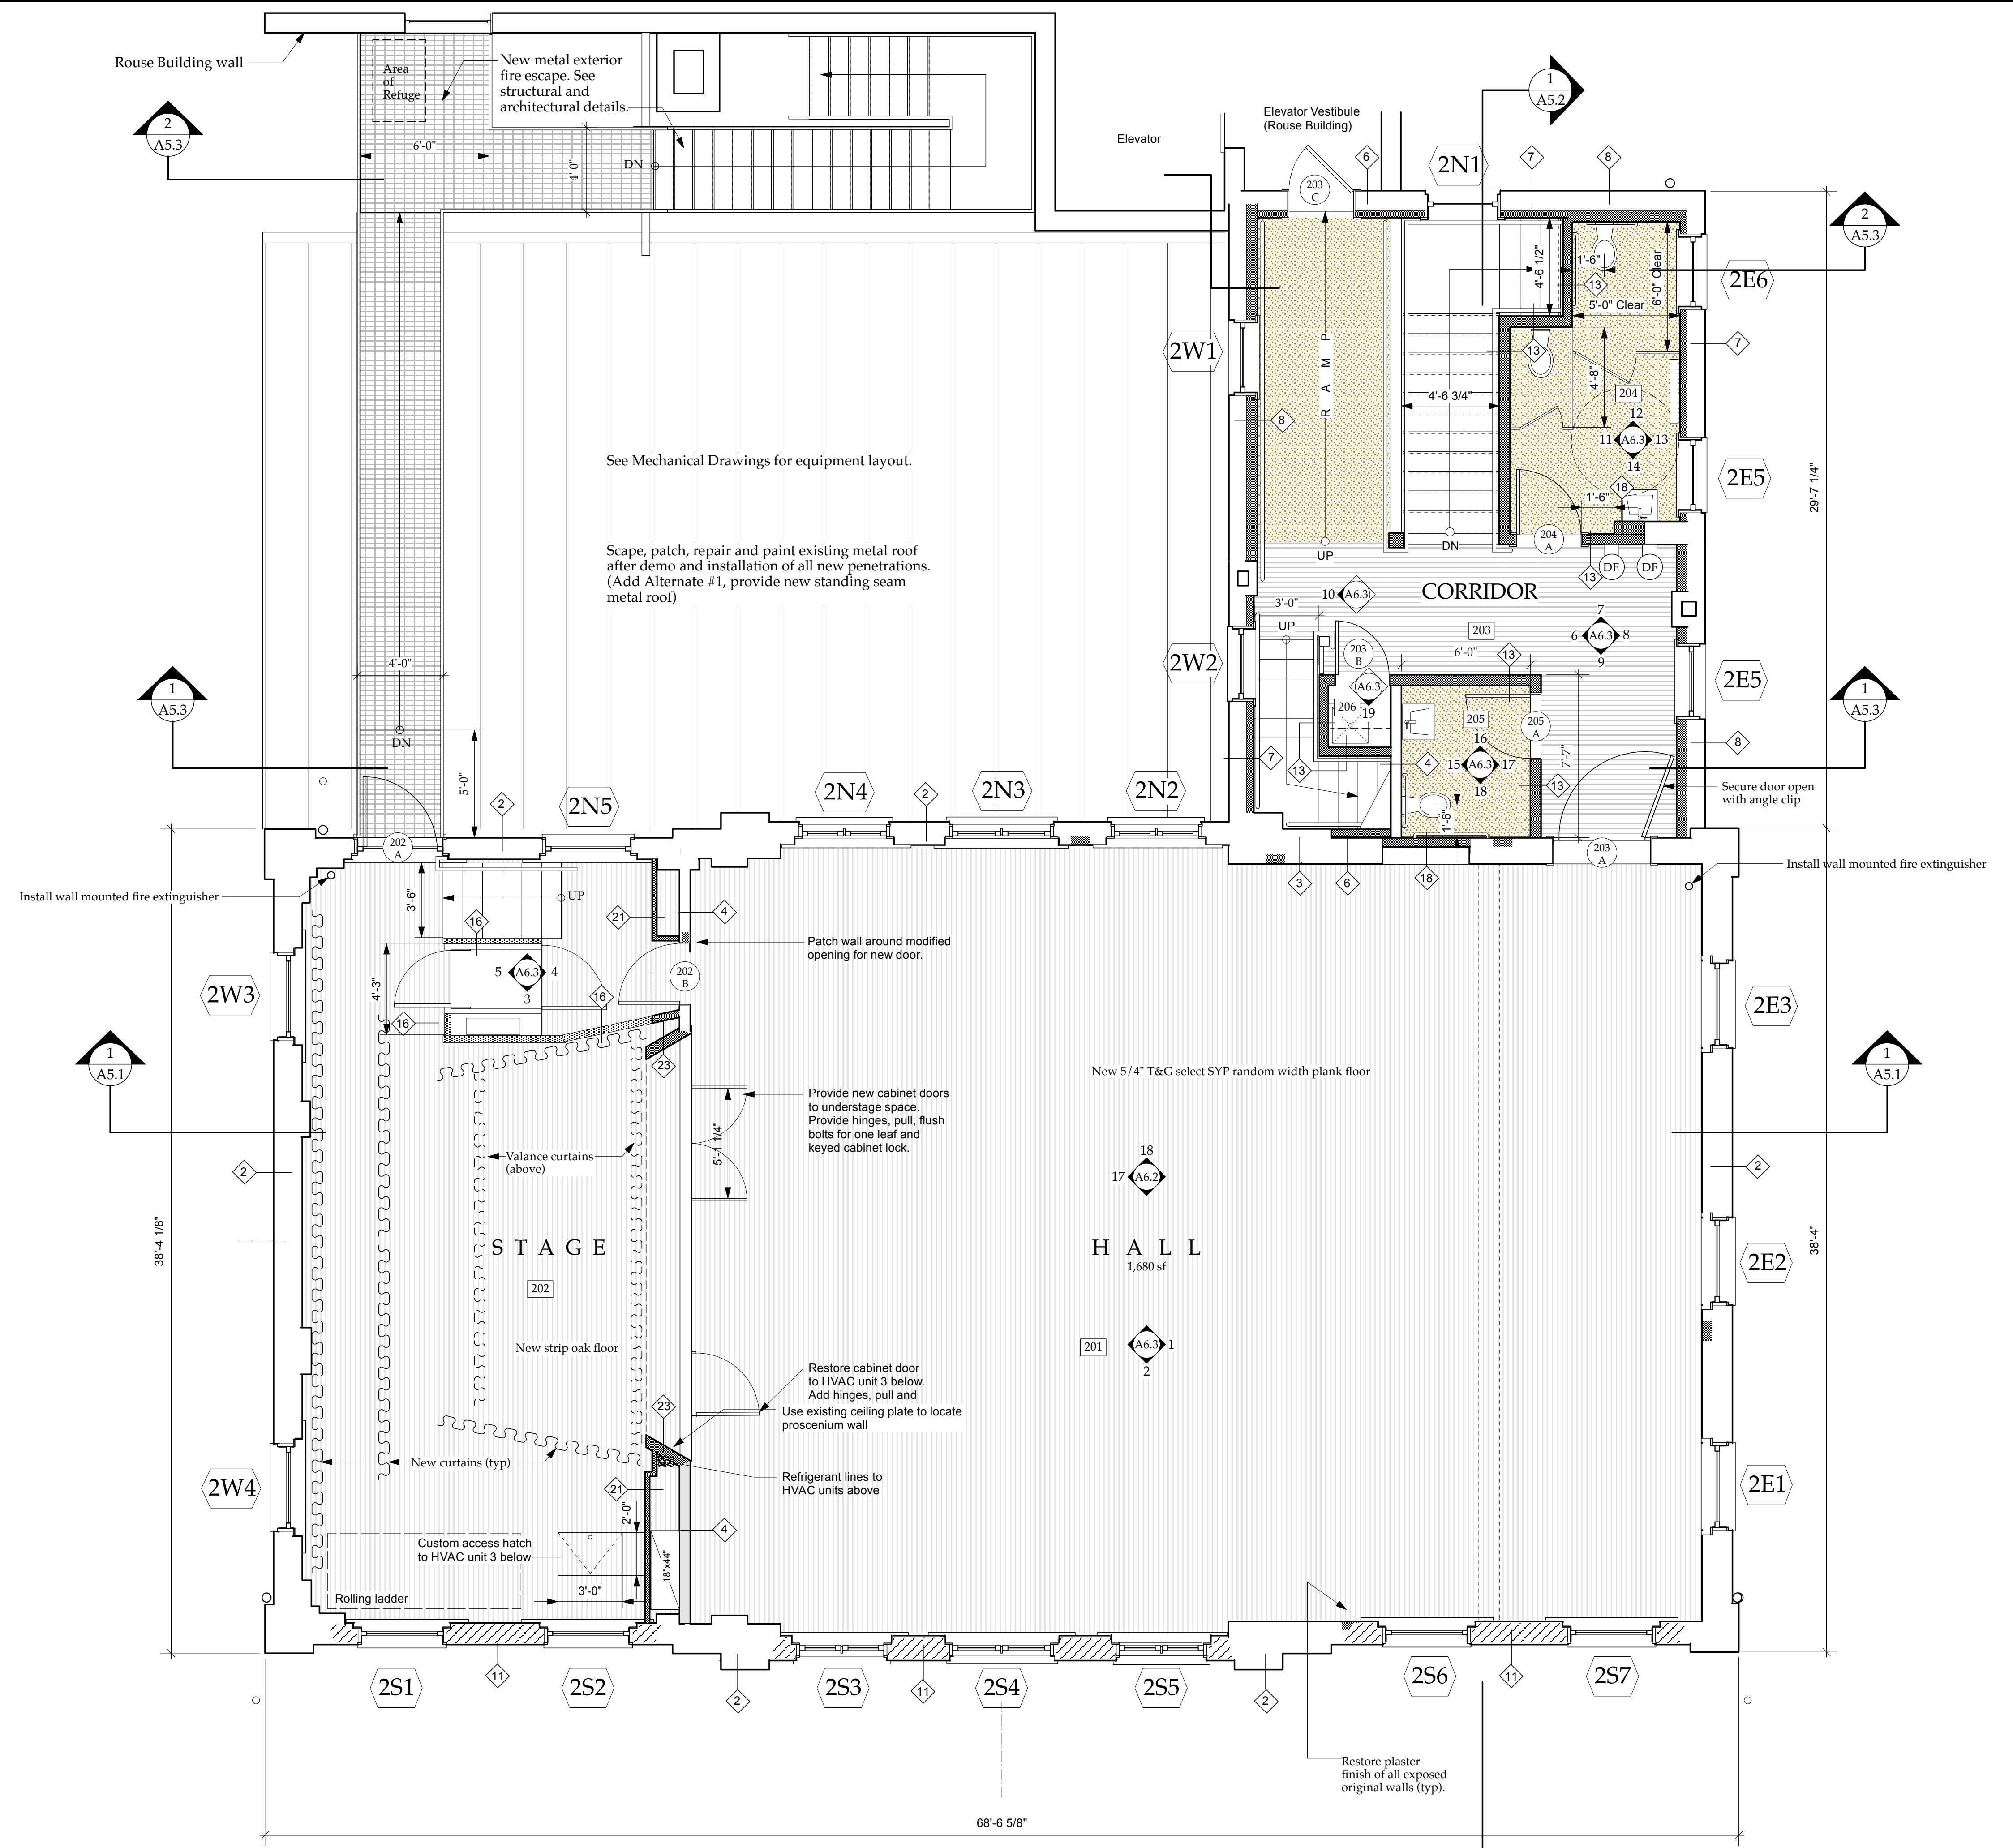 Rouse Building wall
Area
of
Refuge
New metal exterior
fire escape. See
structural and
architectural details.
2
A5.3
6'-0"
4' 0"
DN
Elevator
Elevator Vestibule
(Rouse Building)
1
A5.2
203
C
6
2N1
7
8
2
A5.3
4'-6 1/2"
1'-6"
13
6'-0" Clear
5'-0" Clear
2E6
2W1
R A M P
13
7
4'-8"
4'-6 3/4"
204
8
12
11
A6.3
13
14
2E5
29'-7 1/4"
18
1'-6"
See Mechanical Drawings for equipment layout.
Scape, patch, repair and paint existing metal roof
after demo and installation of all new penetrations.
(Add Alternate #1, provide new standing seam
metal roof)
UP
DN
204
A
DF
DF
13
10
A6.3
CORRIDOR
3'-0"
7
UP
203
6
A6.3
8
9
203
B
6'-0"
13
4'-0"
2W2
2E5
1
A5.3
1
A5.3
A6.3
206
19
205
205
A
16
15
A6.3
17
18
7'-7"
DN
5'-0"
7
13
4
13
8
Secure door open
with angle clip
1'-6"
2
2N5
2N4
2
2N3
2N2
202
A
203
A
Install wall mounted fire extinguisher
3
6
18
Install wall mounted fire extinguisher
3'-6"
UP
16
21
4
Patch wall around modified
opening for new door.
4'-3"
5
A6.3
4
3
202
B
16
16
2W3
2E3
23
1
A5.1
1
A5.1
New 5/4" T&G select SYP random width plank floor
Provide new cabinet doors
to understage space.
Provide hinges, pull, flush
bolts for one leaf and
keyed cabinet lock.
5'-1 1/4"
Valance curtains
(above)
2
18
17
A6.2
2
38'-4 1/8"
S T A G E
H A L L
1,680 sf
38'-4"
2E2
202
New strip oak floor
201
A6.3
1
2
Restore cabinet door
to HVAC unit 3 below.
Add hinges, pull and
Use existing ceiling plate to locate
proscenium wall
23
New curtains (typ)
Refrigerant lines to
HVAC units above
2W4
21
2E1
2'-0"
4
Custom access hatch
to HVAC unit 3 below
18"x44"
3'-0"
Rolling ladder
2S1
11
2S2
2
2S3
11
2S4
2S5
2
2S6
11
2S7
Restore plaster
finish of all exposed
original walls (typ).
68'-6 5/8"